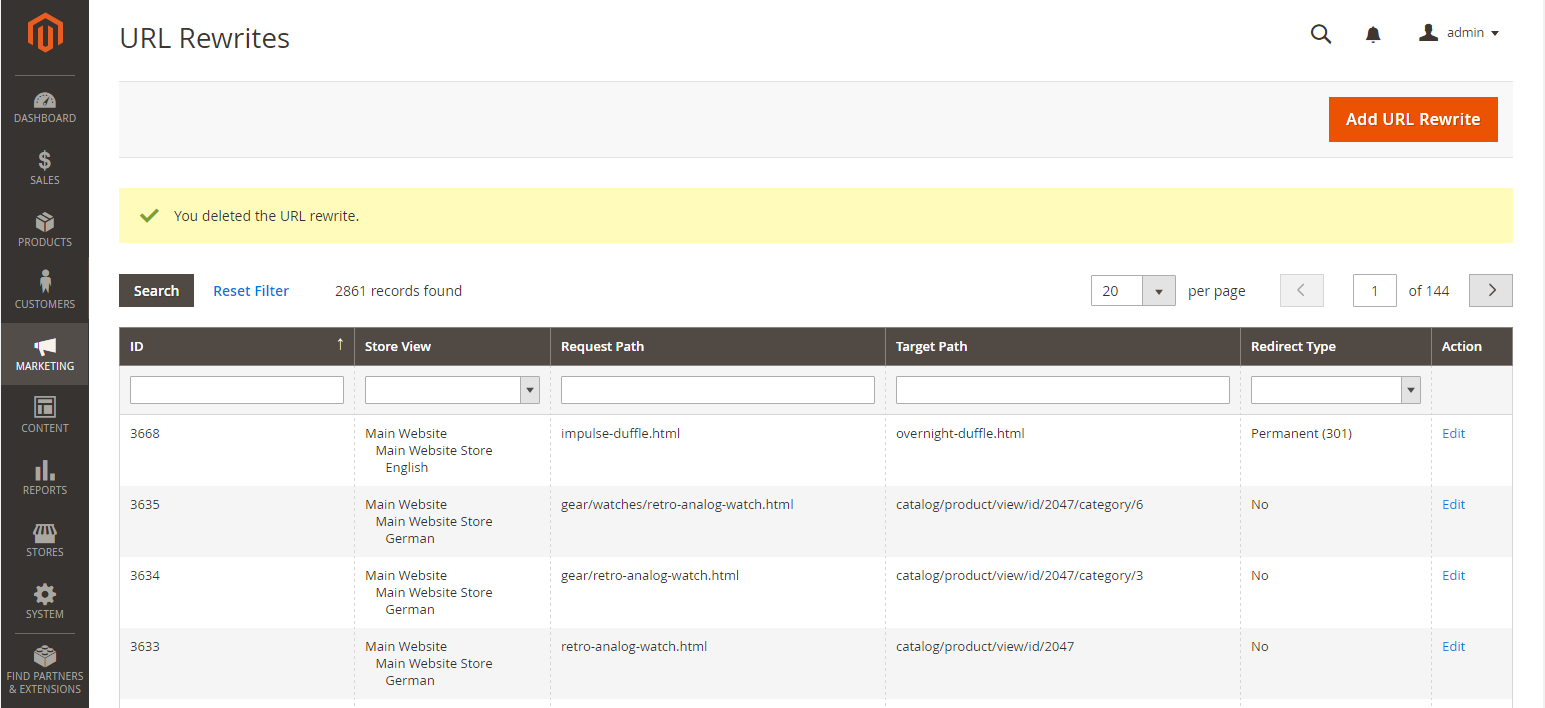 URL Rewrites
admin
DASHBOARD
SALES
PRODUCTS
CUSTOMERS
MARKETING
CONTENT
REPORTS
STORES
SYSTEM
FIND PARTNERS
& EXTENSIONS
Add URL Rewrite
You deleted the URL rewrite.
Search Reset Filter 2861 records found 20 per page 1 of 144
ID ↑ Store View Request Path Target Path Redirect Type Action
3668 Main Website impulse-duffle.html overnight-duffle.html Permanent (301) Edit
Main Website Store
English
3635 Main Website gear/watches/retro-analog-watch.html catalog/product/view/id/2047/category/6 No Edit
Main Website Store
German
3634 Main Website gear/retro-analog-watch.html catalog/product/view/id/2047/category/3 No Edit
Main Website Store
German
3633 Main Website retro-analog-watch.html catalog/product/view/id/2047 No Edit
Main Website Store
German